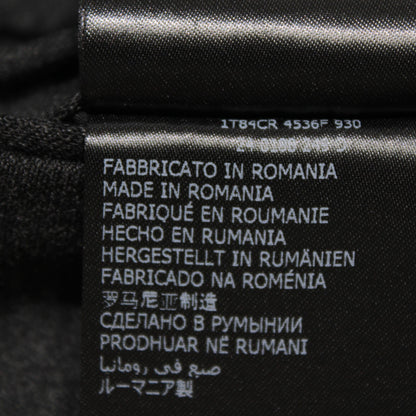 1T84CR 4536F 930
FABBRICATO IN ROMANIA
MADE IN ROMANIA
FABRIQUÉ EN ROUMANIE
HECHO EN RUMANIA
HERGESTELLT IN RUMÄNIEN
FABRICADO NA ROMÉNIA
罗马尼亚制造
СДЕЛАНО В РУМЫНИИ
PRODHUAR NË RUMANI
صنع في رومانيا
ルーマニア製